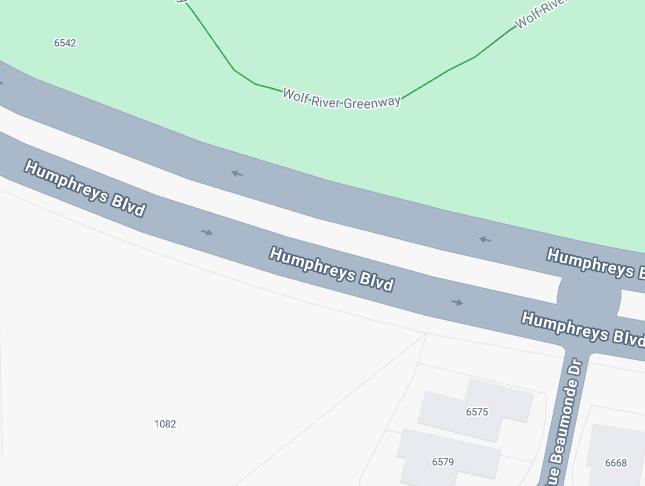 Wolf-River
6542
Wolf-River Greenway
Humphreys Blvd
Humphreys Blvd
Humphreys B
Humphreys Blvd
ue Beaumonde Dr
6575
1082
6579
6668